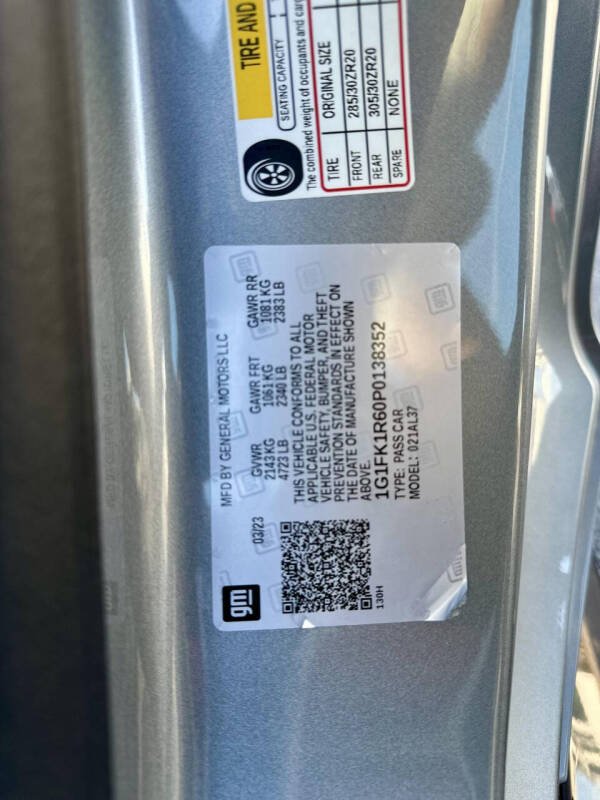 TIRE AND
SEATING CAPACITY
The combined weight of occupants and
TIRE ORIGINAL SIZE
FRONT 285/30ZR20
REAR 305/30ZR20
SPARE NONE
gm
MFD BY GENERAL MOTORS LLC
03/23 GVWR GAWR FRT GAWR RR
2143 KG 1061 KG 1081 KG
4723 LB 2340 LB 2383 LB
THIS VEHICLE CONFORMS TO ALL
APPLICABLE U.S. FEDERAL MOTOR
VEHICLE SAFETY, BUMPER, AND THEFT
PREVENTION STANDARDS IN EFFECT ON
THE DATE OF MANUFACTURE SHOWN
ABOVE.
1G1FK1R60P0138352
TYPE: PASS CAR
MODEL: 021AL37
130H